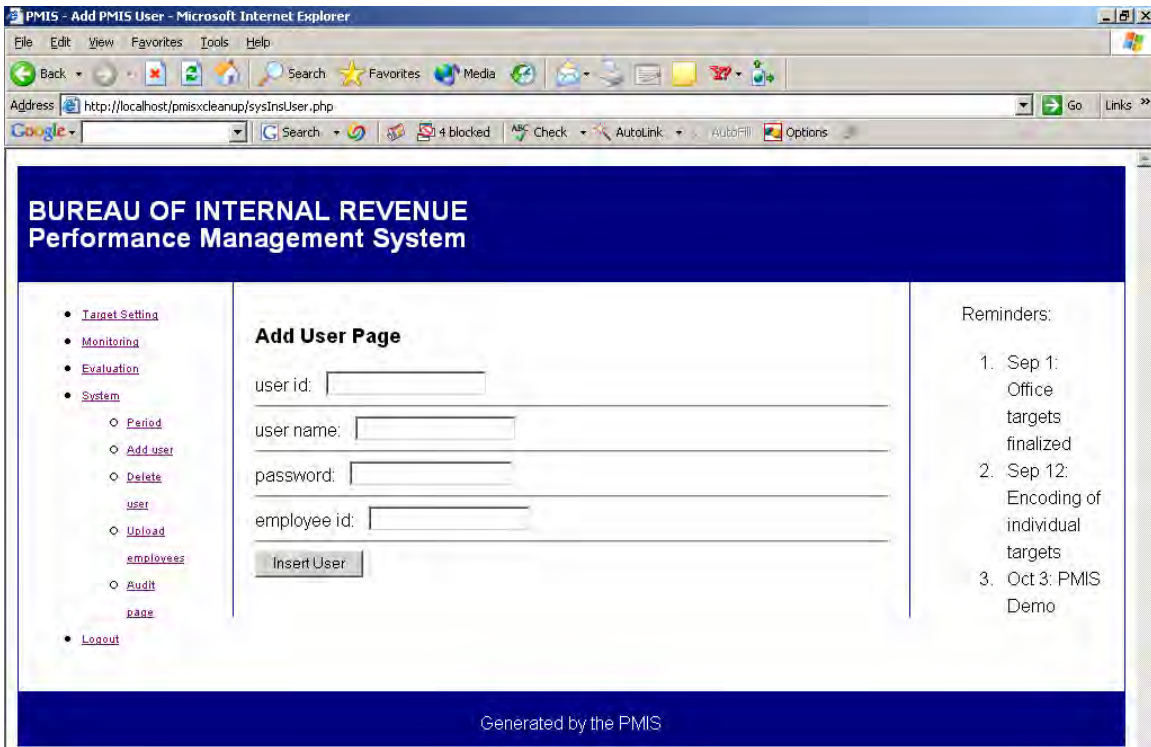 PMIS - Add PMIS User - Microsoft Internet Explorer
File Edit View Favorites Tools Help
Back Search Favorites Media
Address http://localhost/pmisxcleanup/sysInsUser.php Go Links »
Google Search 4 blocked ABC Check AutoLink AutoFill Options
BUREAU OF INTERNAL REVENUE
Performance Management System
Target Setting
Monitoring
Evaluation
System
Period
Add user
Delete
user
Upload
employees
Audit
page
Logout
Add User Page
user id:
user name:
password:
employee id:
Insert User
Reminders:
1. Sep 1:
Office
targets
finalized
2. Sep 12:
Encoding of
individual
targets
3. Oct 3: PMIS
Demo
Generated by the PMIS